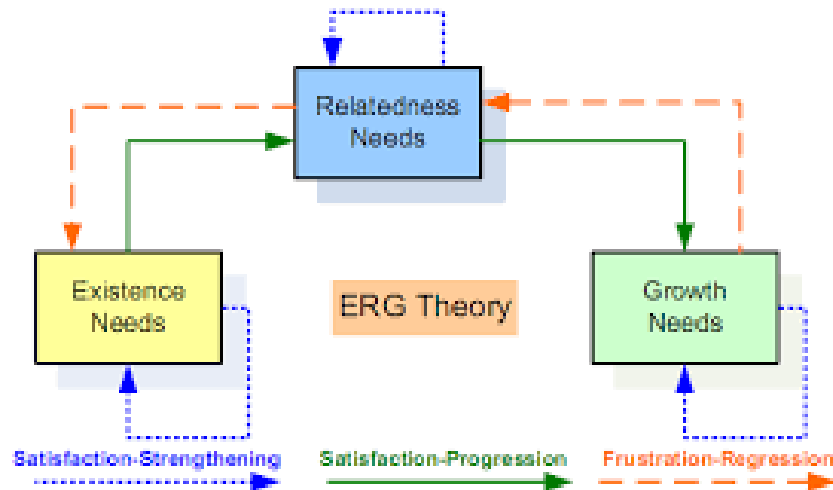 Relatedness
Needs
Existence
Needs
ERG Theory
Growth
Needs
Satisfaction-Strengthening
Satisfaction-Progression
Frustration-Regression